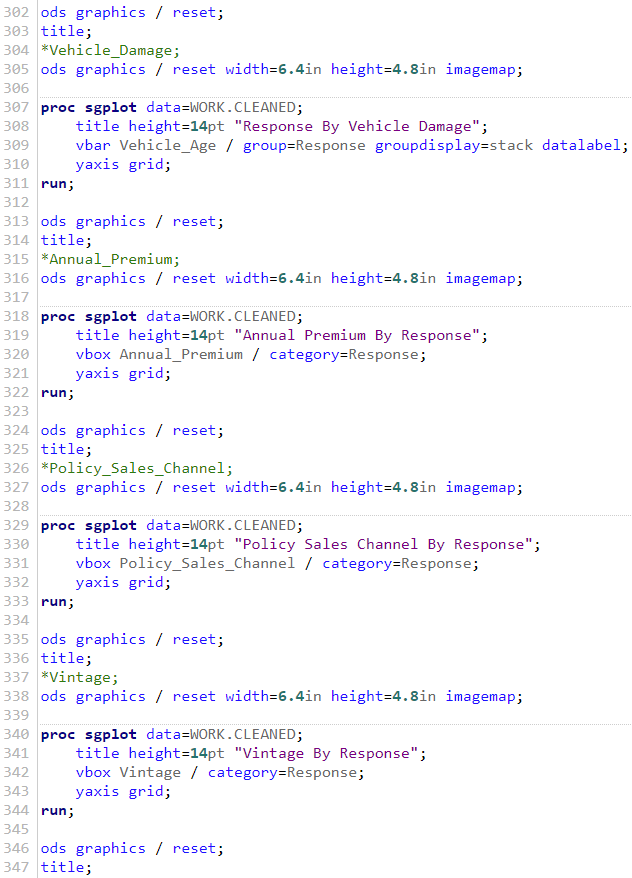 302 ods graphics / reset;
303 title;
304 *Vehicle_Damage;
305 ods graphics / reset width=6.4in height=4.8in imagemap;
306
307 proc sgplot data=WORK.CLEANED;
308     title height=14pt "Response By Vehicle Damage";
309     vbar Vehicle_Age / group=Response groupdisplay=stack datalabel;
310     yaxis grid;
311 run;
312
313 ods graphics / reset;
314 title;
315 *Annual_Premium;
316 ods graphics / reset width=6.4in height=4.8in imagemap;
317
318 proc sgplot data=WORK.CLEANED;
319     title height=14pt "Annual Premium By Response";
320     vbox Annual_Premium / category=Response;
321     yaxis grid;
322 run;
323
324 ods graphics / reset;
325 title;
326 *Policy_Sales_Channel;
327 ods graphics / reset width=6.4in height=4.8in imagemap;
328
329 proc sgplot data=WORK.CLEANED;
330     title height=14pt "Policy Sales Channel By Response";
331     vbox Policy_Sales_Channel / category=Response;
332     yaxis grid;
333 run;
334
335 ods graphics / reset;
336 title;
337 *Vintage;
338 ods graphics / reset width=6.4in height=4.8in imagemap;
339
340 proc sgplot data=WORK.CLEANED;
341     title height=14pt "Vintage By Response";
342     vbox Vintage / category=Response;
343     yaxis grid;
344 run;
345
346 ods graphics / reset;
347 title;